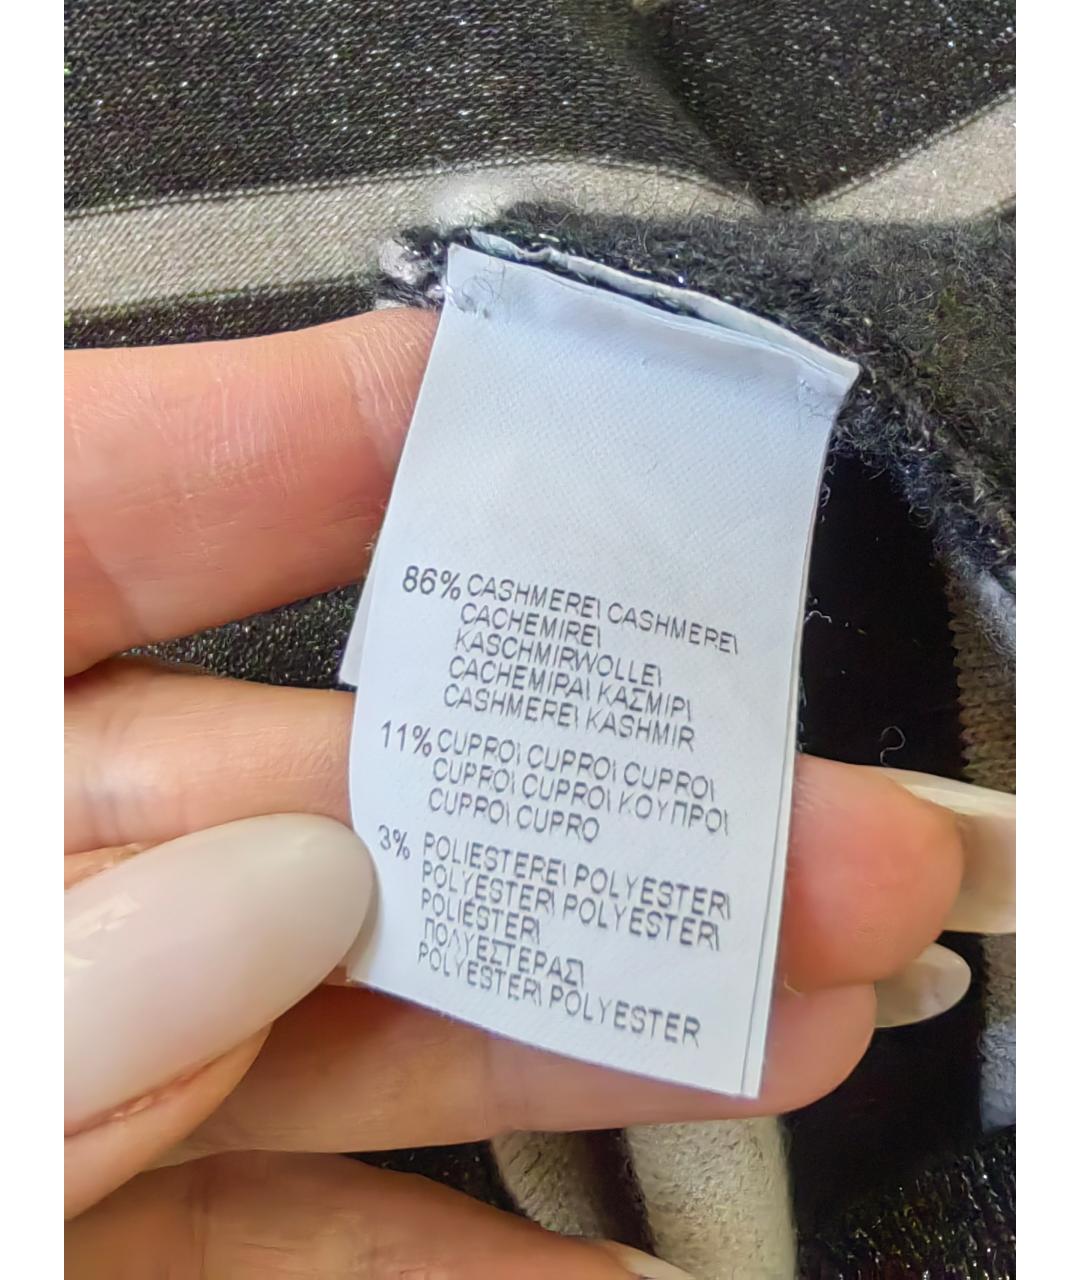 86% CASHMERE\ CASHMERE\
CACHEMIRE\
KASCHMIRWOLLE\
CACHEMIRA\ ΚΑΣΜΙΡ\
CASHMERE\ KASHMIR
11% CUPRO\ CUPRO\ CUPRO\
CUPRO\ CUPRO\ ΚΟΥΠΡΟ\
CUPRO\ CUPRO
3% POLIESTERE\ POLYESTER\
POLYESTER\ POLYESTER\
POLIÉSTER\
ΠΟΛΥΕΣΤΕΡΑΣ\
POLYESTER\ POLYESTER